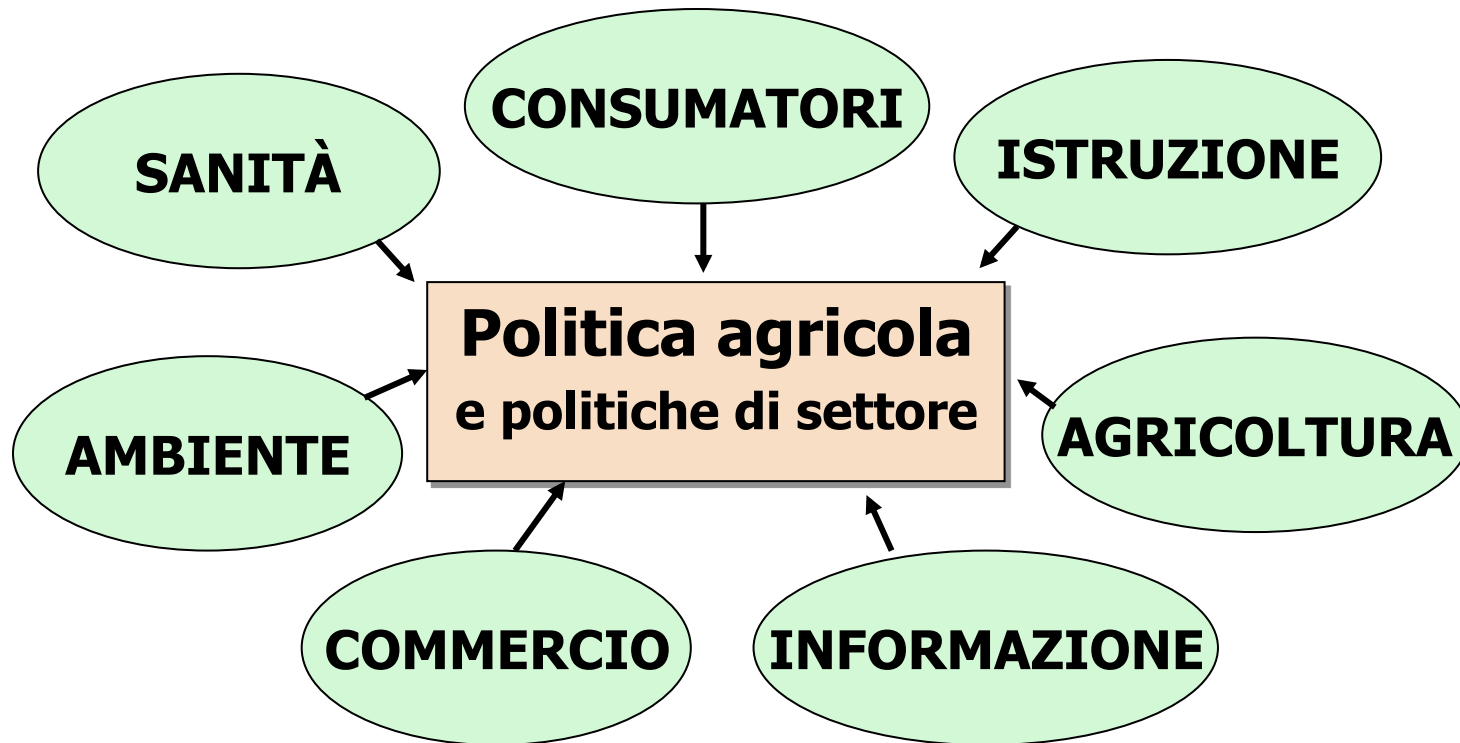 CONSUMATORI
SANITÀ
ISTRUZIONE
Politica agricola
e politiche di settore
AMBIENTE
AGRICOLTURA
COMMERCIO
INFORMAZIONE